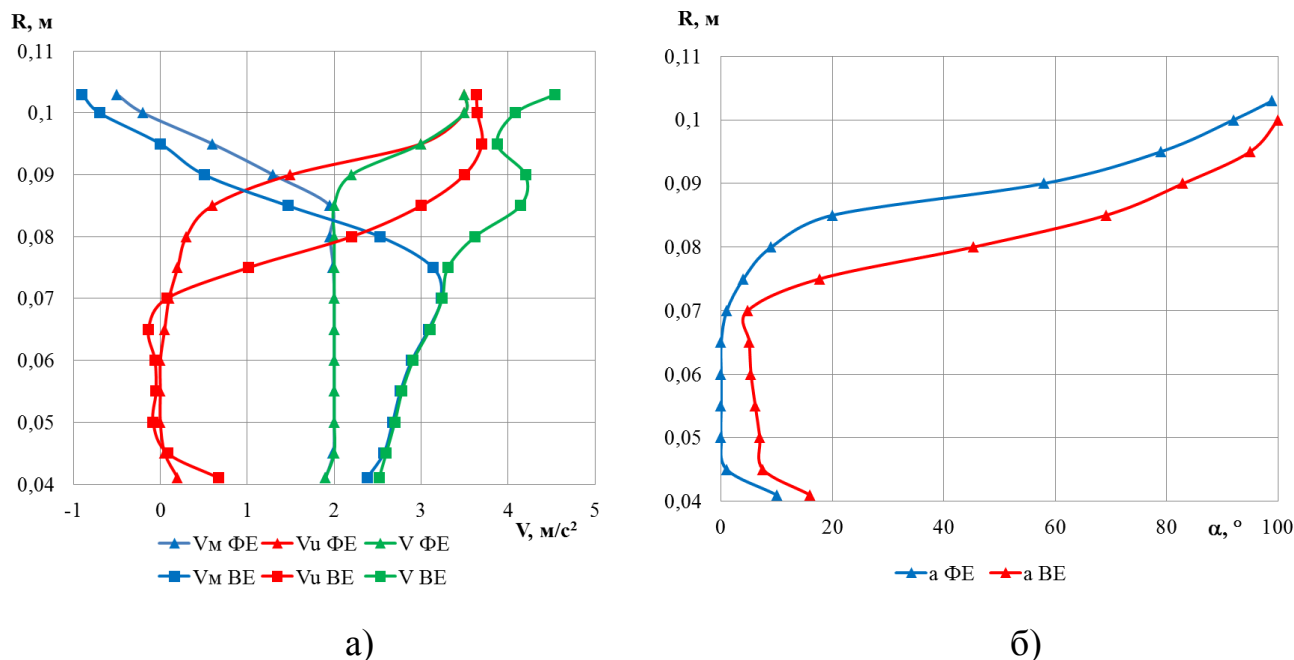 R, м
0,11
0,1
0,09
0,08
0,07
0,06
0,05
0,04
-1 0 1 2 3 4 5
V, м/с²
Vм ФЕ Vu ФЕ V ФЕ
Vм ВЕ Vu ВЕ V ВЕ
а)
R, м
0,11
0,1
0,09
0,08
0,07
0,06
0,05
0,04
0 20 40 60 80 100
α, °
а ФЕ а ВЕ
б)